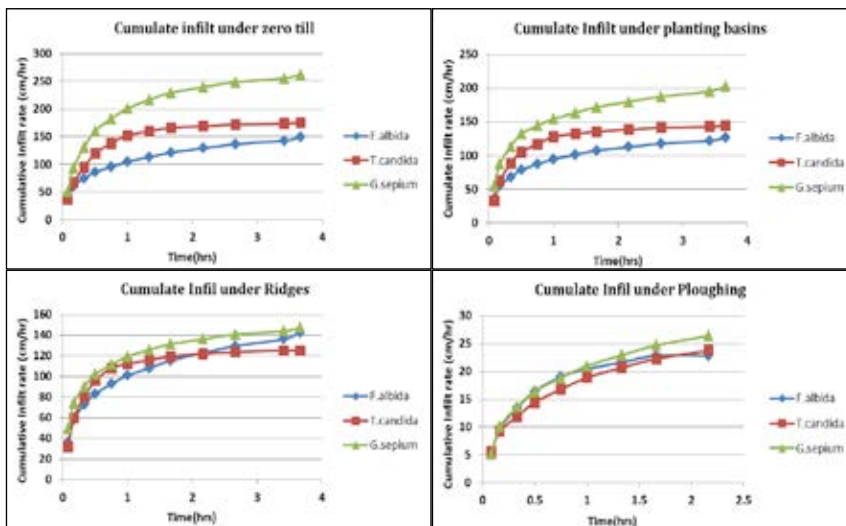 Cumulate infilt under zero till
Cumulative Infilt rate (cm/hr)
300
250
200
150
100
50
0
0 1 2 3 4
Time(hrs)
F.albida
T.candida
G.sepium
Cumulate Infilt under planting basins
Cumulative Infilt rate (cm/hr)
250
200
150
100
50
0
0 1 2 3 4
Time(hrs)
F.albida
T.candida
G.sepium
Cumulate Infil under Ridges
Cumulative Infilt rate (cm/hr)
160
140
120
100
80
60
40
20
0
0 1 2 3 4
Time(hrs)
F.albida
T.candida
G.sepium
Cumulate Infil under Ploughing
Cumulative Infilt rate (cm/hr)
30
25
20
15
10
5
0
0 0.5 1 1.5 2 2.5
Time(hrs)
F.albida
T.candida
G.sepium